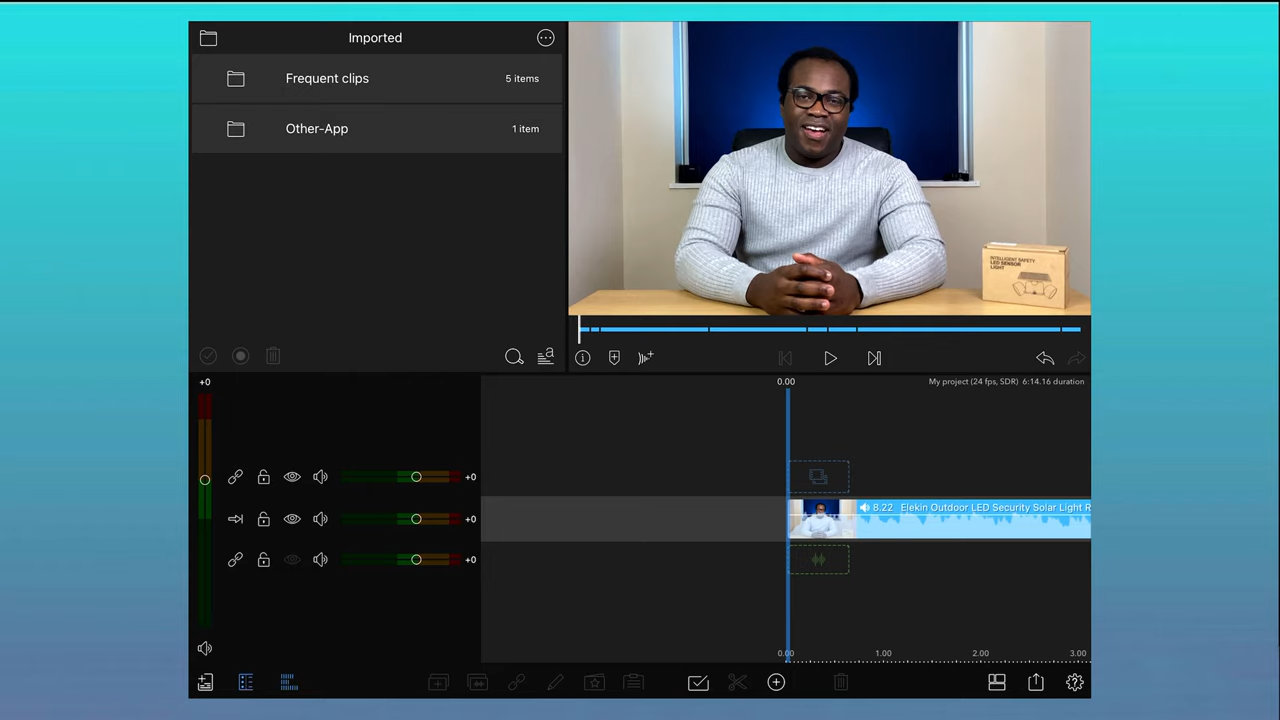 Imported
Frequent clips 5 items
Other-App 1 item
INTELLIGENT SAFETY
LED SENSOR
LIGHT
+0
0.00
My project (24 fps, SDR) 6:14.16 duration
+0
8.22 Elekin Outdoor LED Security Solar Light R
+0
+0
0.00 1.00 2.00 3.00